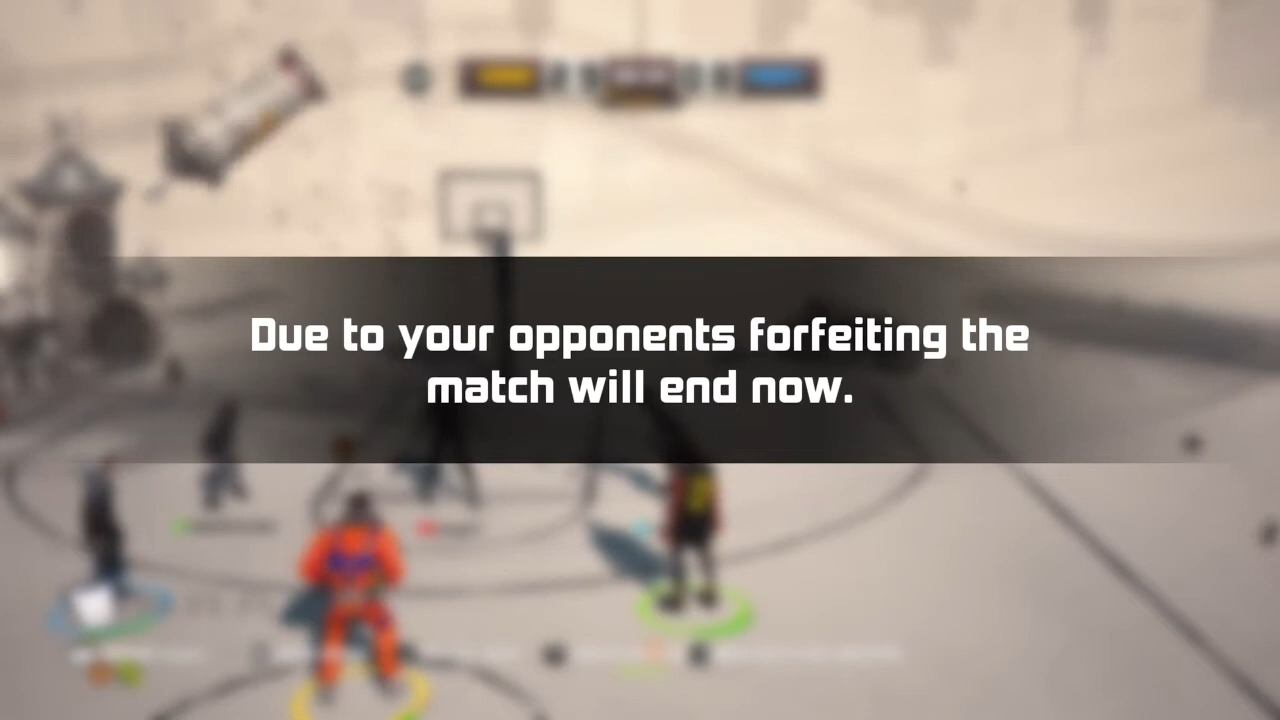 Due to your opponents forfeiting the
match will end now.